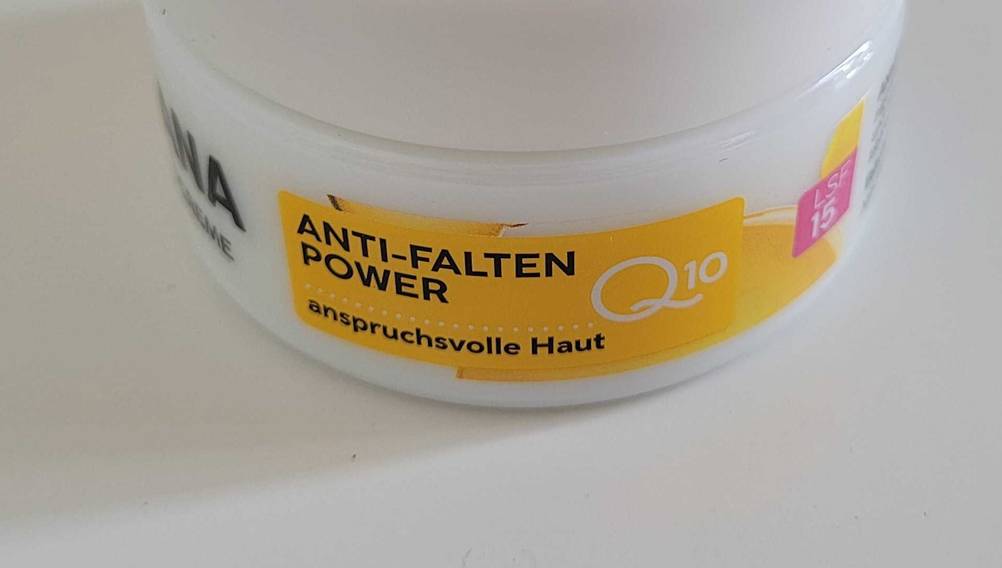 ANTI-FALTEN
POWER
anspruchsvolle Haut
Q10
LSF
15